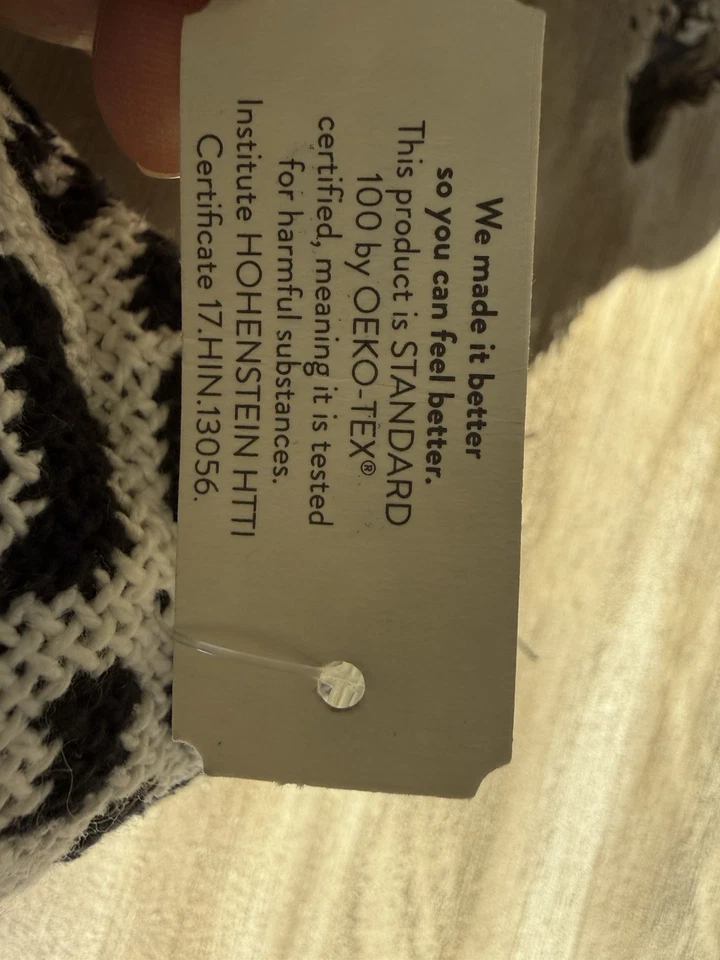 We made it better
so you can feel better.
This product is STANDARD
100 by OEKO-TEX®
certified, meaning it is tested
for harmful substances.
Institute HOHENSTEIN HTTI
Certificate 17.HIN.13056.